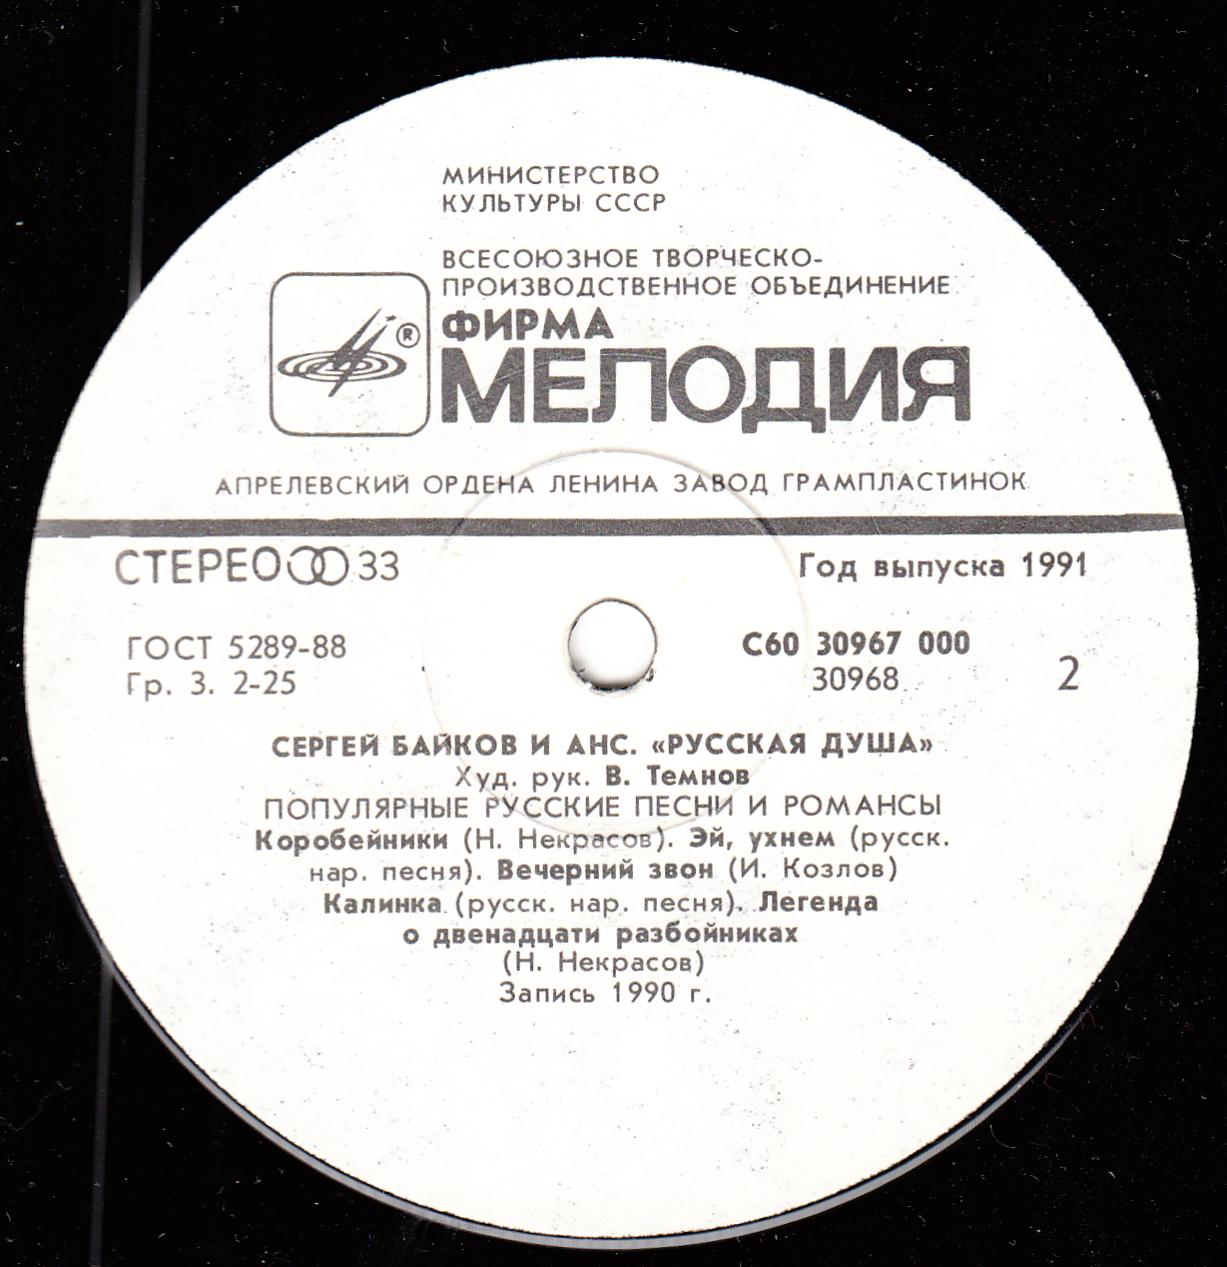 МИНИСТЕРСТВО
КУЛЬТУРЫ СССР
ВСЕСОЮЗНОЕ ТВОРЧЕСКО-
ПРОИЗВОДСТВЕННОЕ ОБЪЕДИНЕНИЕ
®
ФИРМА
МЕЛОДИЯ
АПРЕЛЕВСКИЙ ОРДЕНА ЛЕНИНА ЗАВОД ГРАМПЛАСТИНОК
СТЕРЕО 33
Год выпуска 1991
ГОСТ 5289-88
Гр. 3. 2-25
С60 30967 000
30968
2
СЕРГЕЙ БАЙКОВ И АНС. «РУССКАЯ ДУША»
Худ. рук. В. Темнов
ПОПУЛЯРНЫЕ РУССКИЕ ПЕСНИ И РОМАНСЫ
Коробейники (Н. Некрасов). Эй, ухнем (русск.
нар. песня). Вечерний звон (И. Козлов)
Калинка (русск. нар. песня). Легенда
о двенадцати разбойниках
(Н. Некрасов)
Запись 1990 г.